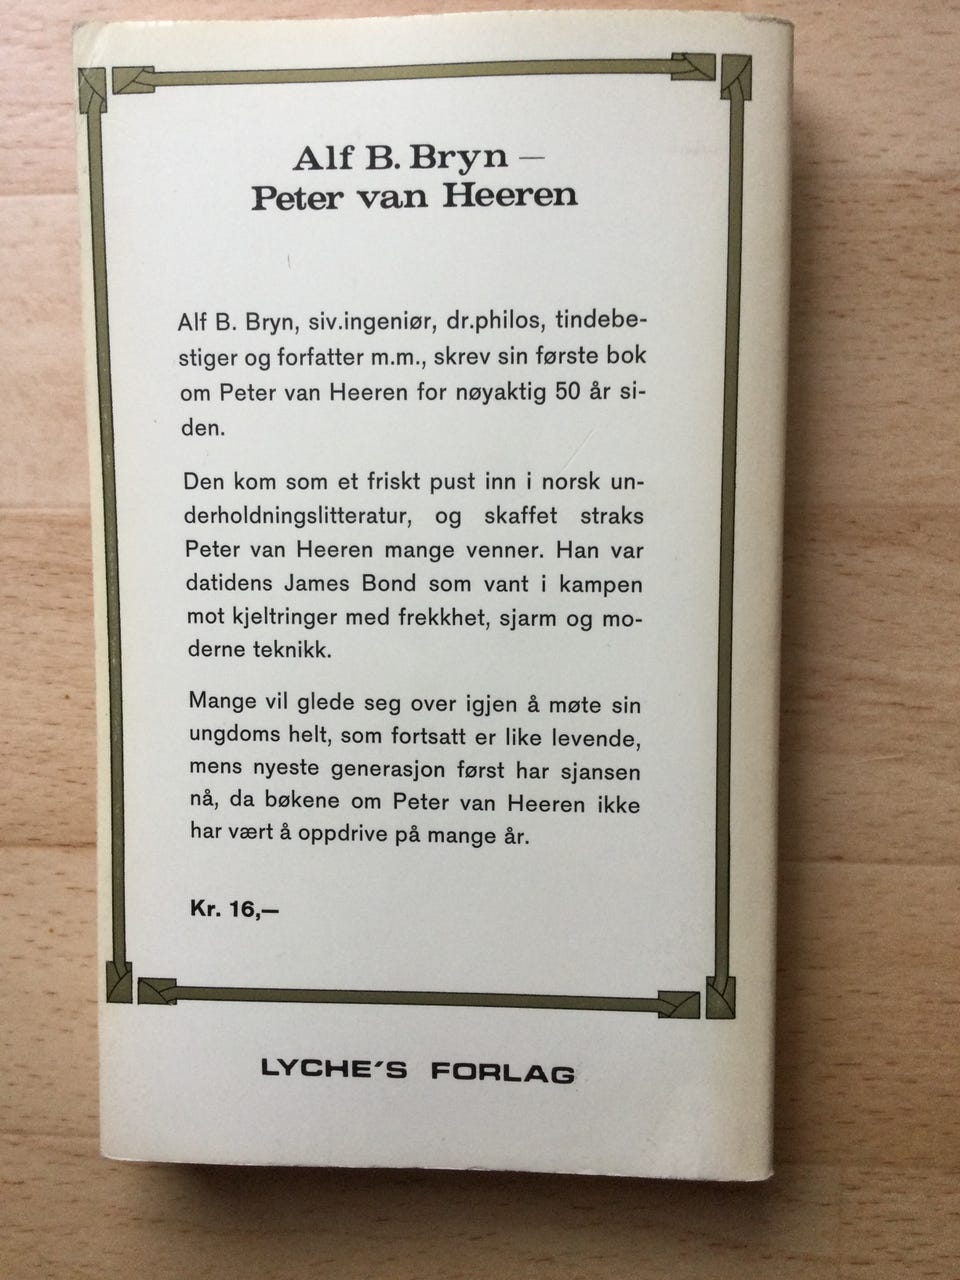 Alf B. Bryn —
Peter van Heeren
Alf B. Bryn, siv.ingeniør, dr.philos, tindebe-
stiger og forfatter m.m., skrev sin første bok
om Peter van Heeren for nøyaktig 50 år si-
den.
Den kom som et friskt pust inn i norsk un-
derholdningslitteratur, og skaffet straks
Peter van Heeren mange venner. Han var
datidens James Bond som vant i kampen
mot kjeltringer med frekkhet, sjarm og mo-
derne teknikk.
Mange vil glede seg over igjen å møte sin
ungdoms helt, som fortsatt er like levende,
mens nyeste generasjon først har sjansen
nå, da bøkene om Peter van Heeren ikke
har vært å oppdrive på mange år.
Kr. 16,—
LYCHE'S FORLAG